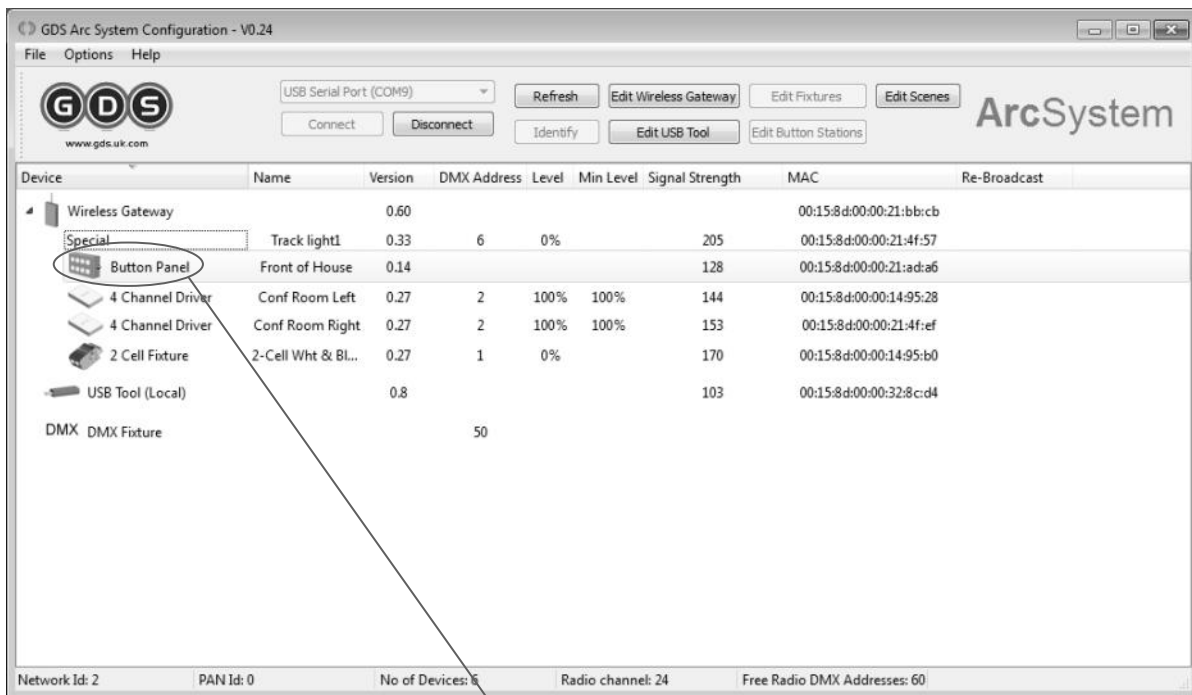 GDS Arc System Configuration - V0.24
File Options Help
GDS
www.gds.uk.com
USB Serial Port (COM9)
Connect Disconnect
Refresh Edit Wireless Gateway Edit Fixtures Edit Scenes
Identify Edit USB Tool Edit Button Stations
ArcSystem
Device Name Version DMX Address Level Min Level Signal Strength MAC Re-Broadcast
Wireless Gateway 0.60 00:15:8d:00:00:21:bb:cb
Special Track light1 0.33 6 0% 205 00:15:8d:00:00:21:4f:57
Button Panel Front of House 0.14 128 00:15:8d:00:00:21:ad:a6
4 Channel Driver Conf Room Left 0.27 2 100% 100% 144 00:15:8d:00:00:14:95:28
4 Channel Driver Conf Room Right 0.27 2 100% 100% 153 00:15:8d:00:00:21:4f:ef
2 Cell Fixture 2-Cell Wht & Bl... 0.27 1 0% 170 00:15:8d:00:00:14:95:b0
USB Tool (Local) 0.8 103 00:15:8d:00:00:32:8c:d4
DMX DMX Fixture 50
Network Id: 2 PAN Id: 0 No of Devices: 6 Radio channel: 24 Free Radio DMX Addresses: 60